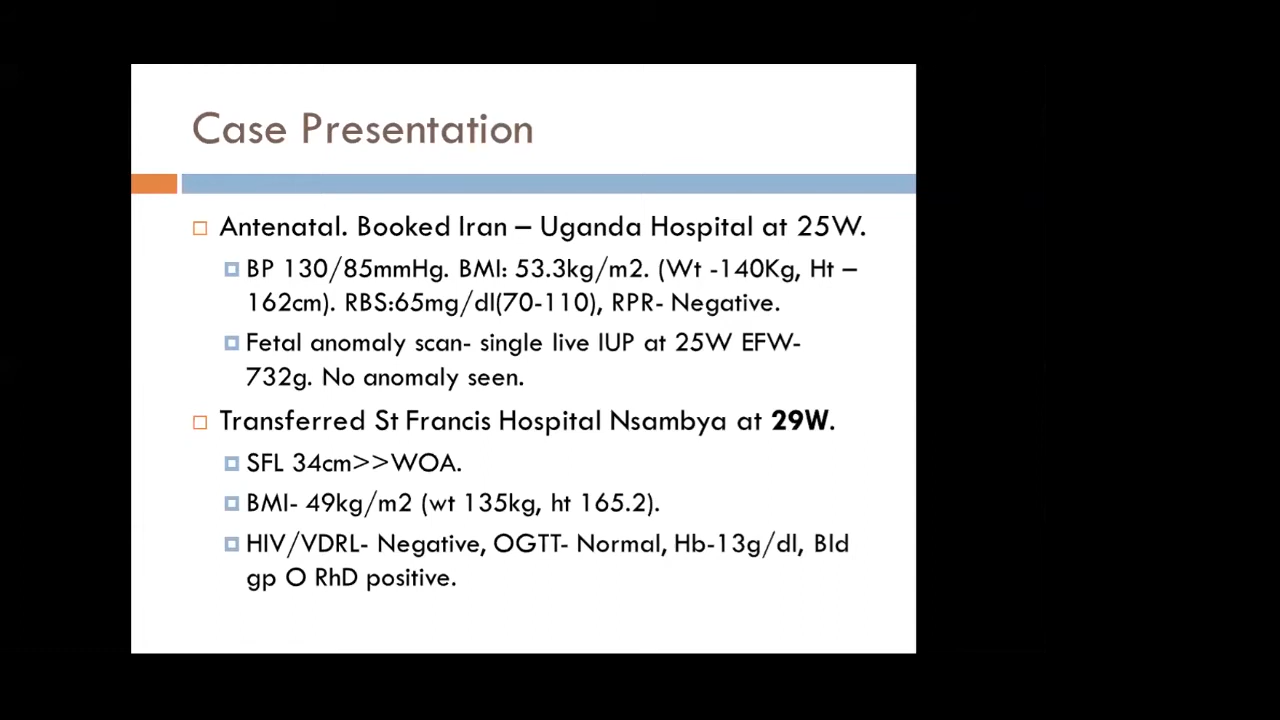 Case Presentation
Antenatal. Booked Iran – Uganda Hospital at 25W.
BP 130/85mmHg. BMI: 53.3kg/m2. (Wt -140Kg, Ht –
162cm). RBS:65mg/dl(70-110), RPR- Negative.
Fetal anomaly scan- single live IUP at 25W EFW-
732g. No anomaly seen.
Transferred St Francis Hospital Nsambya at 29W.
SFL 34cm>>WOA.
BMI- 49kg/m2 (wt 135kg, ht 165.2).
HIV/VDRL- Negative, OGTT- Normal, Hb-13g/dl, Bld
gp O RhD positive.